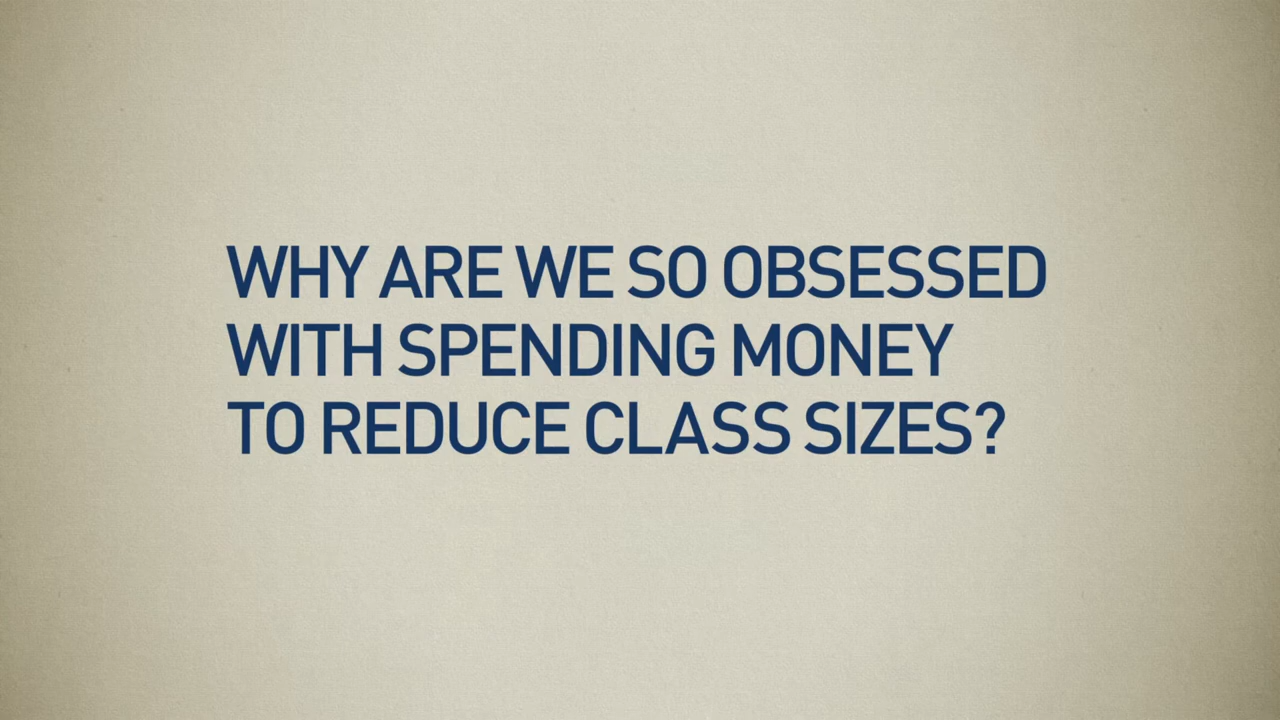 WHY ARE WE SO OBSESSED
WITH SPENDING MONEY
TO REDUCE CLASS SIZES?